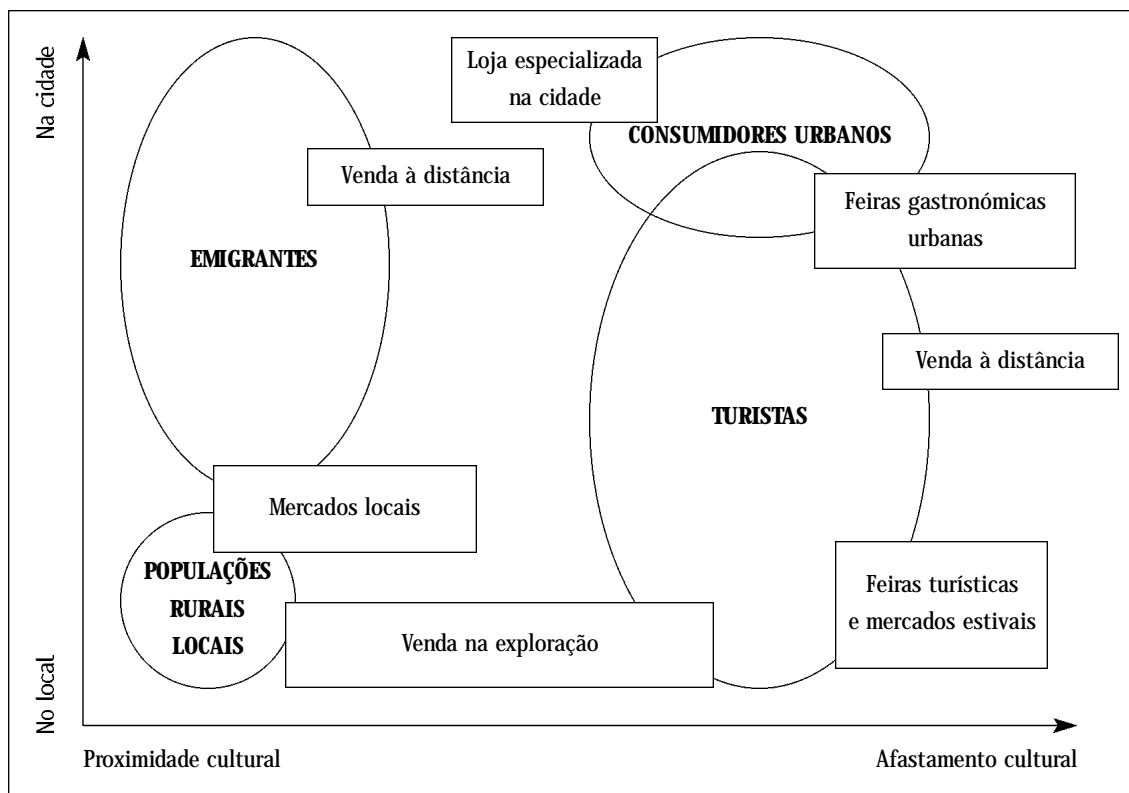 Na cidade
Loja especializada
na cidade
CONSUMIDORES URBANOS
Venda à distância
Feiras gastronómicas
urbanas
EMIGRANTES
Venda à distância
TURISTAS
Mercados locais
POPULAÇÕES
RURAIS
LOCAIS
Venda na exploração
Feiras turísticas
e mercados estivais
No local
Proximidade cultural
Afastamento cultural